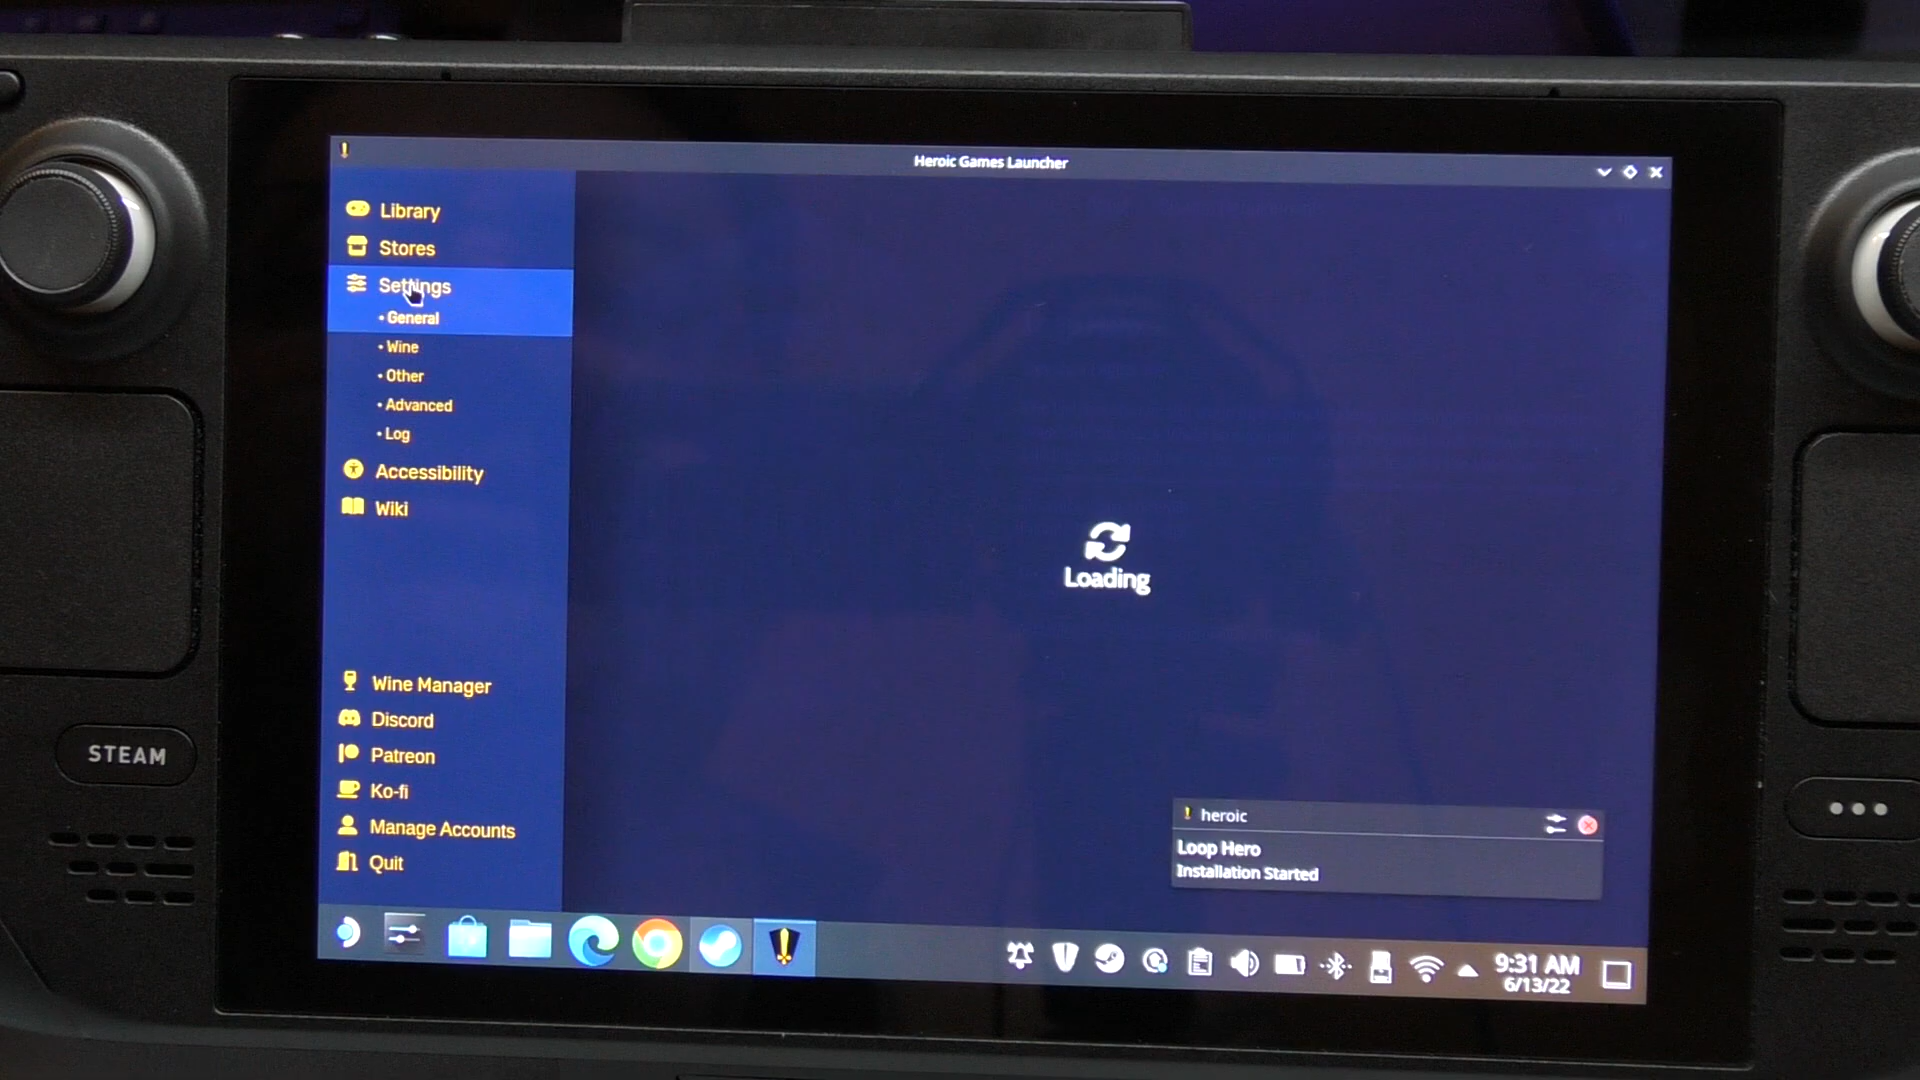 Heroic Games Launcher
Library
Stores
Settings
• General
• Wine
• Other
• Advanced
• Log
Accessibility
Wiki
Loading
Wine Manager
Discord
Patreon
Ko-fi
Manage Accounts
Quit
heroic
Loop Hero
Installation Started
9:31 AM
6/13/22
STEAM